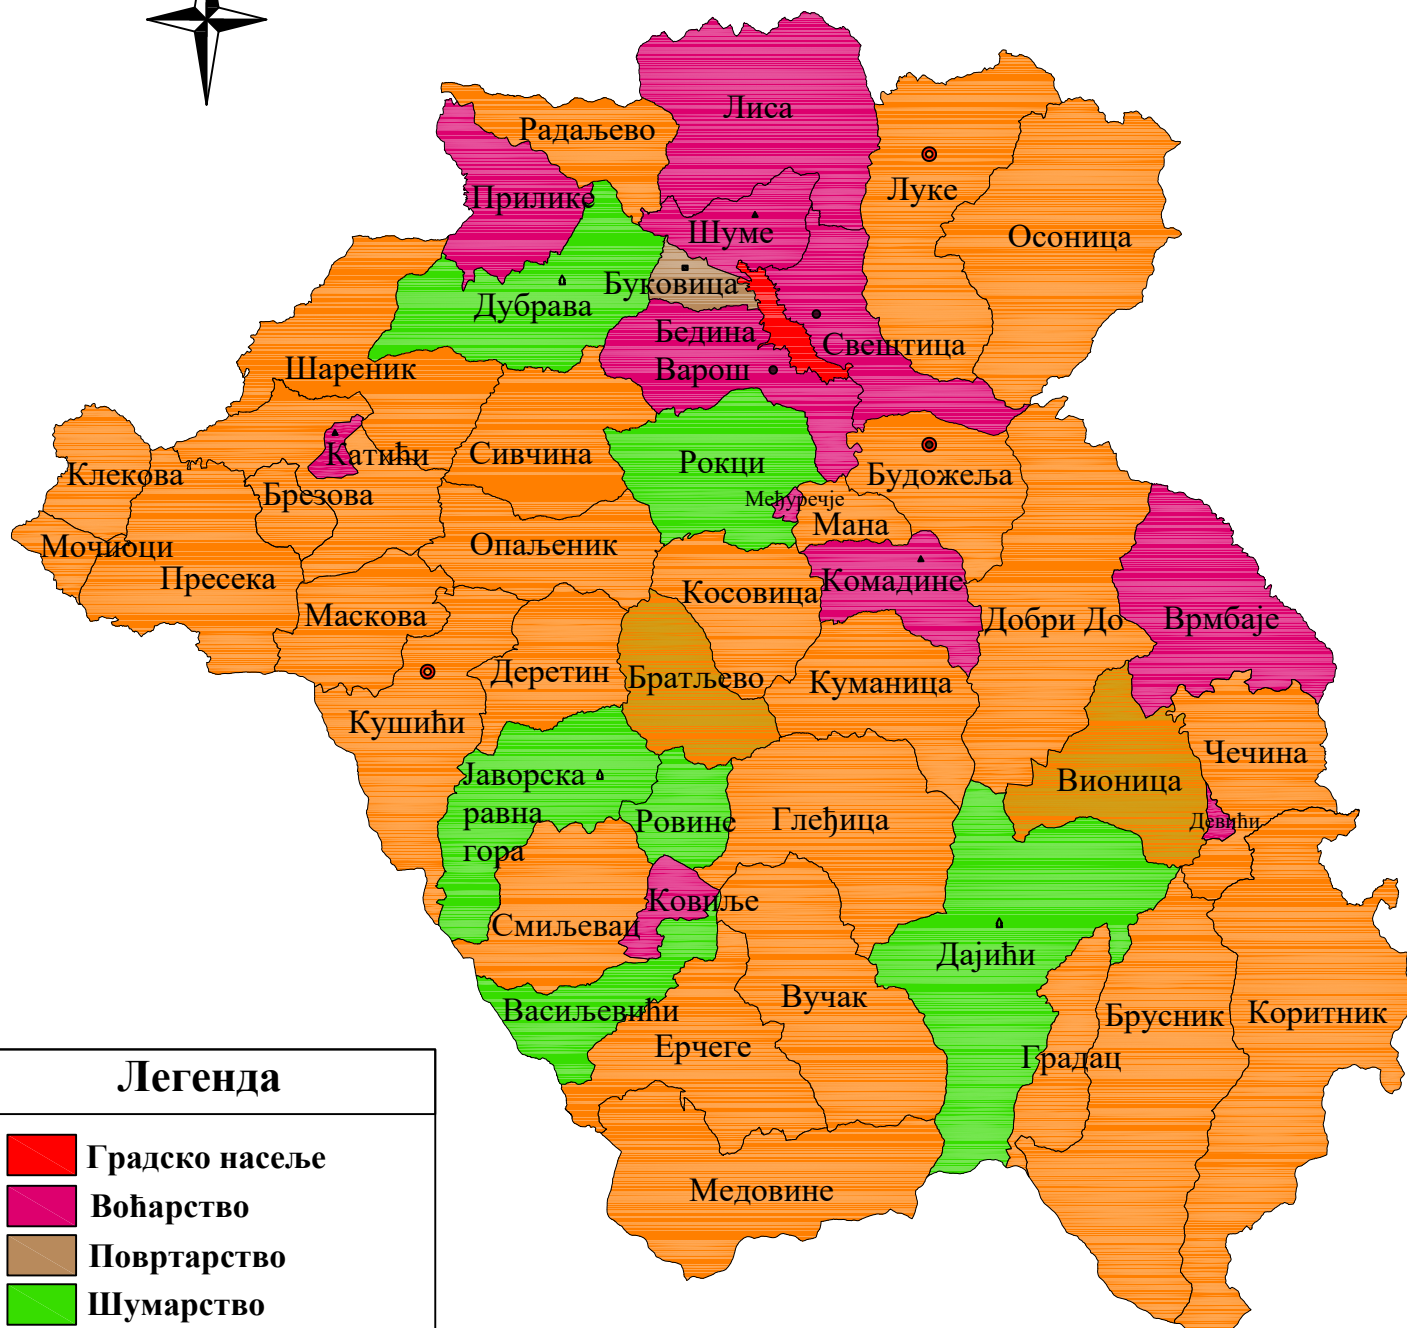 Лиса
Радаљево
Луке
Прилике
Шуме
Осоница
Буковица
Дубрава
Бедина
Варош
Свештица
Шареник
Катићи
Сивчина
Рокци
Будожеља
Клекова
Брезова
Међуречје
Мана
Мочиоци
Пресека
Опаљеник
Косовица
Комадине
Маскова
Добри До
Врмбаје
Деретин
Братљево
Куманица
Кушићи
Чечина
Јаворска
равна
гора
Вионица
Ровине
Глеђица
Девићи
Ковиље
Смиљевац
Дајићи
Васиљевићи
Вучак
Брусник
Коритник
Ерчеге
Градац
Медовине
Легенда
Градско насеље
Воћарство
Повртарство
Шумарство